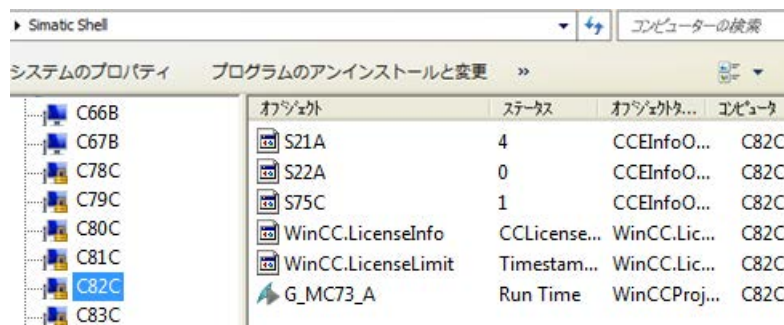 Simatic Shell コンピューターの検索
システムのプロパティ プログラムのアンインストールと変更 »
C66B
C67B
C78C
C79C
C80C
C81C
C82C
C83C
オブジェクト ステータス オブジェクトタ... コンピュータ
S21A 4 CCEInfoO... C82C
S22A 0 CCEInfoO... C82C
S75C 1 CCEInfoO... C82C
WinCC.LicenseInfo CCLicense... WinCC.Lic... C82C
WinCC.LicenseLimit Timestam... WinCC.Lic... C82C
G_MC73_A Run Time WinCCProj... C82C